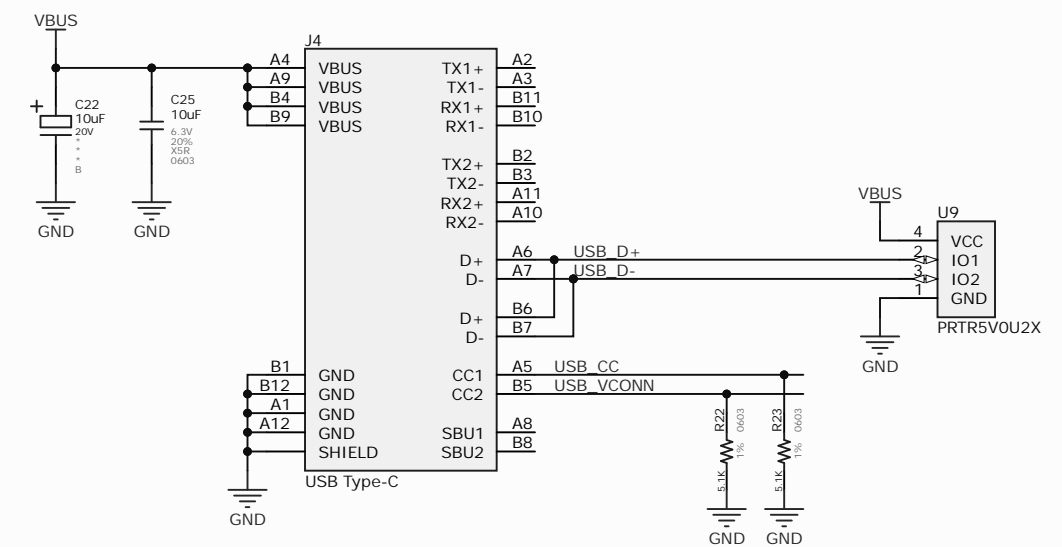 VBUS
J4
A4 VBUS TX1+ A2
A9 VBUS TX1- A3
B4 VBUS RX1+ B11
B9 VBUS RX1- B10
+
C22
10uF
20V
*
*
*
B
C25
10uF
6.3V
20%
X5R
0603
GND
GND
TX2+ B2
TX2- B3
RX2+ A11
RX2- A10
VBUS
U9
D+ A6 USB_D+
D- A7 USB_D-
4 VCC
2 IO1
3 IO2
1 GND
PRTR5V0U2X
GND
D+ B6
D- B7
B1 GND CC1 A5 USB_CC
B12 GND CC2 B5 USB_VCONN
A1 GND
A12 GND SBU1 A8
SHIELD SBU2 B8
USB Type-C
GND
R22 0603
5.1K 1%
R23 0603
5.1K 1%
GND
GND